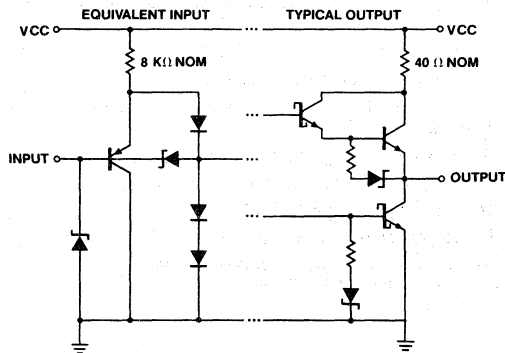 EQUIVALENT INPUT
TYPICAL OUTPUT
VCC
VCC
8 KΩ NOM
40 Ω NOM
INPUT
OUTPUT